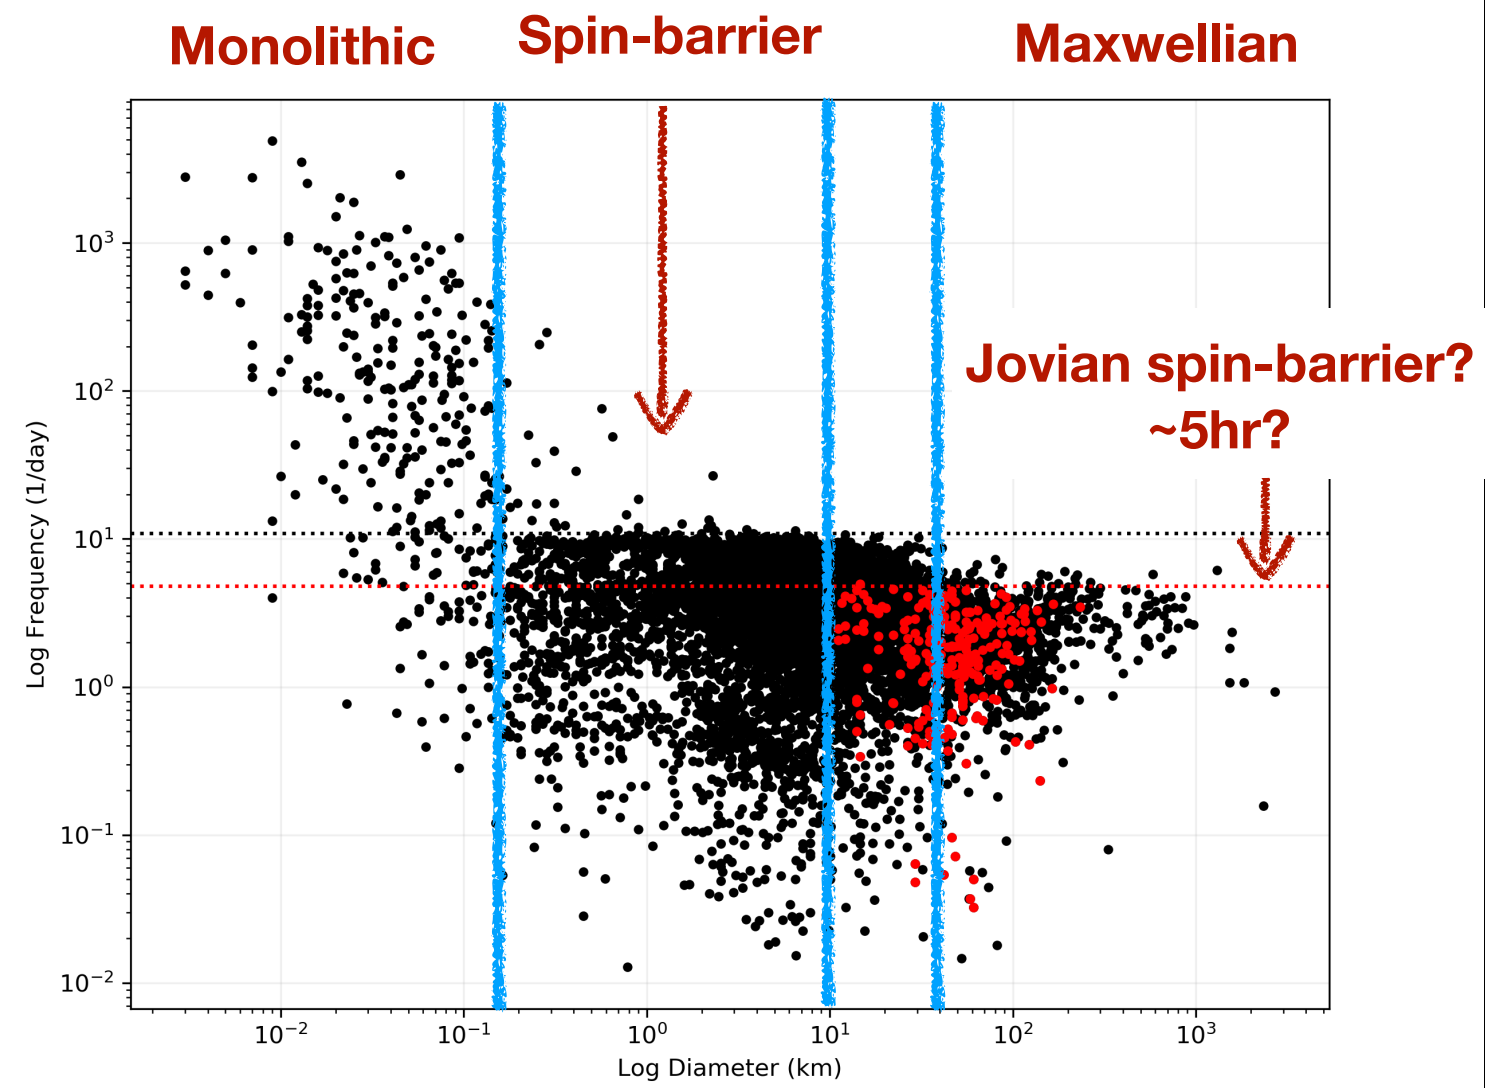 Monolithic
Spin-barrier
Maxwellian
Jovian spin-barrier?
~5hr?
Log Frequency (1/day)
10³
10²
10¹
10⁰
10⁻¹
10⁻²
10⁻² 10⁻¹ 10⁰ 10¹ 10² 10³
Log Diameter (km)